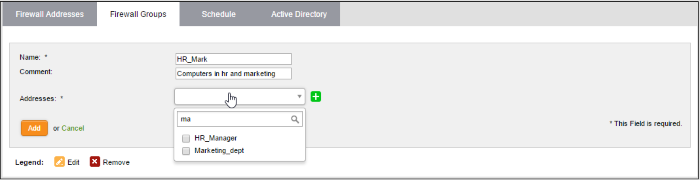 Firewall Addresses Firewall Groups Schedule Active Directory
Name: * HR_Mark
Comment: Computers in hr and marketing
Addresses: *
ma
Add or Cancel * This Field is required.
HR_Manager
Marketing_dept
Legend: Edit Remove